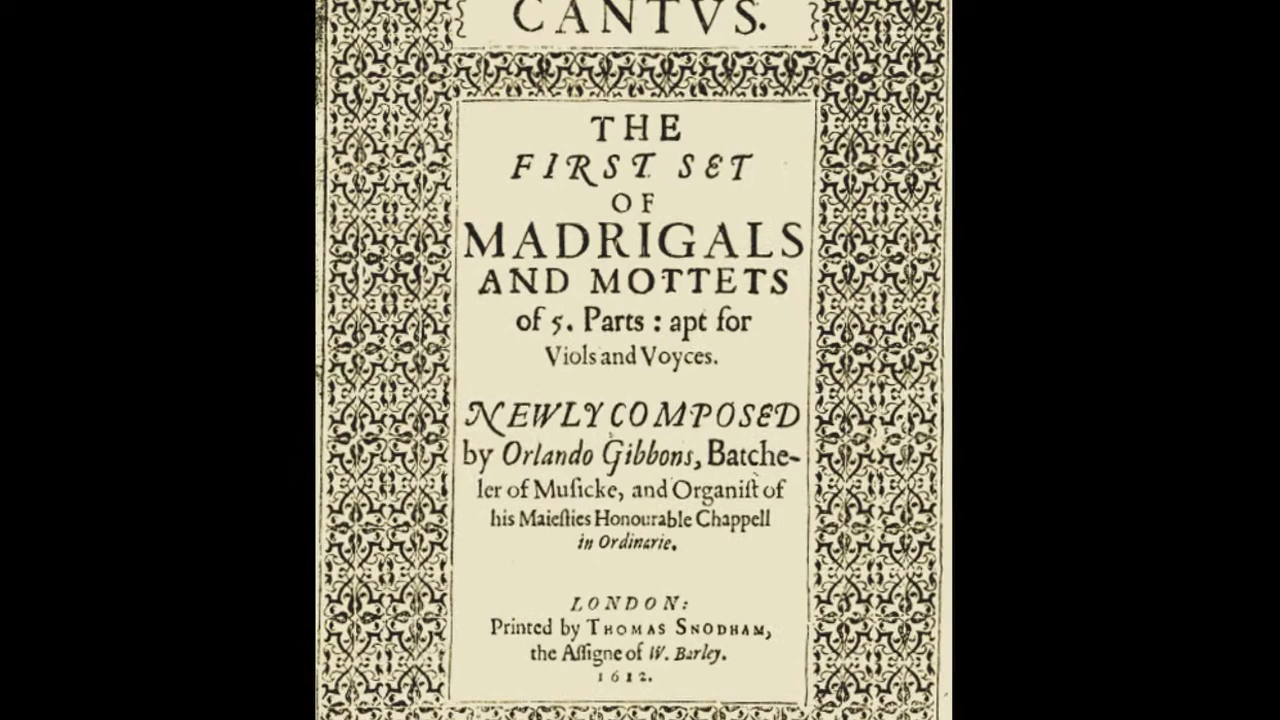 CANTVS.
THE
FIRST SET
OF
MADRIGALS
AND MOTTETS
of 5. Parts : apt for
Viols and Voyces.
NEWLY COMPOSED
by Orlando Gibbons, Batche-
ler of Muſicke, and Organiſt of
his Maieſties Honourable Chappell
in Ordinarie.
LONDON:
Printed by THOMAS SNODHAM,
the Aſſigne of W. Barley.
1612.